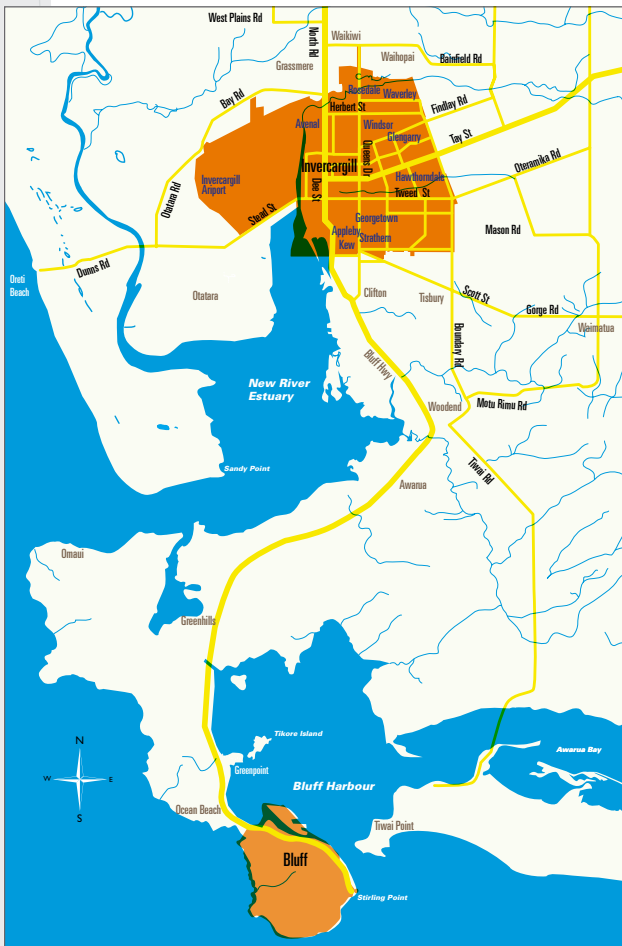 West Plains Rd
North Rd
Waikiwi
Grassmere
Waihopai
Bainfield Rd
Bay Rd
Rosedale
Waverley
Herbert St
Findlay Rd
Avenal
Windsor
Glengarry
Tay St
Queens Dr
Invercargill
Oteramika Rd
Hawthorndale
Invercargill
Ariport
Otatara Rd
Dee St
Tweed St
Stead St
Georgetown
Appleby
Strathern
Kew
Mason Rd
Dunns Rd
Oreti
Beach
Otatara
Clifton
Tisbury
Scott St
Gorge Rd
Waimatua
Boundary Rd
Bluff Hwy
New River
Estuary
Woodend
Motu Rimu Rd
Sandy Point
Tiwai Rd
Awarua
Omaui
Greenhills
N
W
E
S
Tikore Island
Awarua Bay
Greenpoint
Bluff Harbour
Ocean Beach
Tiwai Point
Bluff
Stirling Point